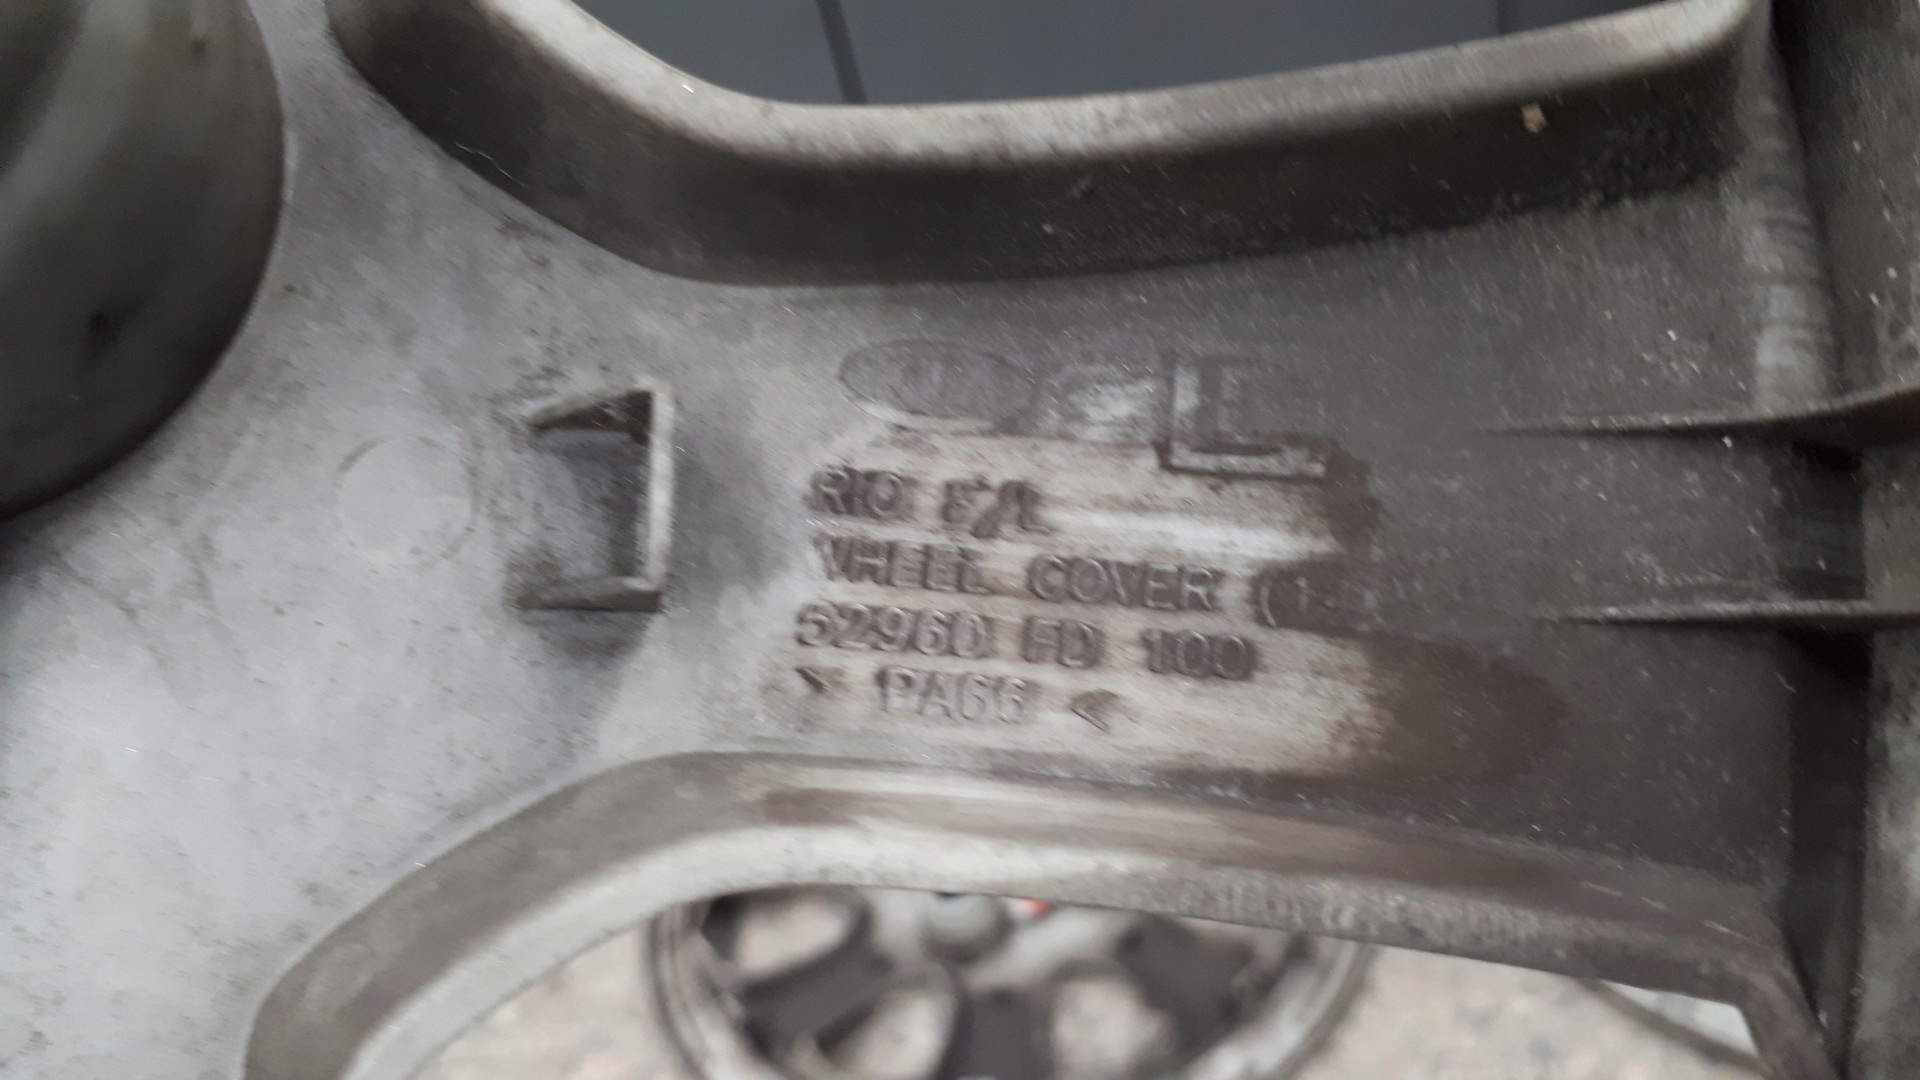 RIO F/L
WHEEL COVER (1
52960 FD 100
> PA66 <